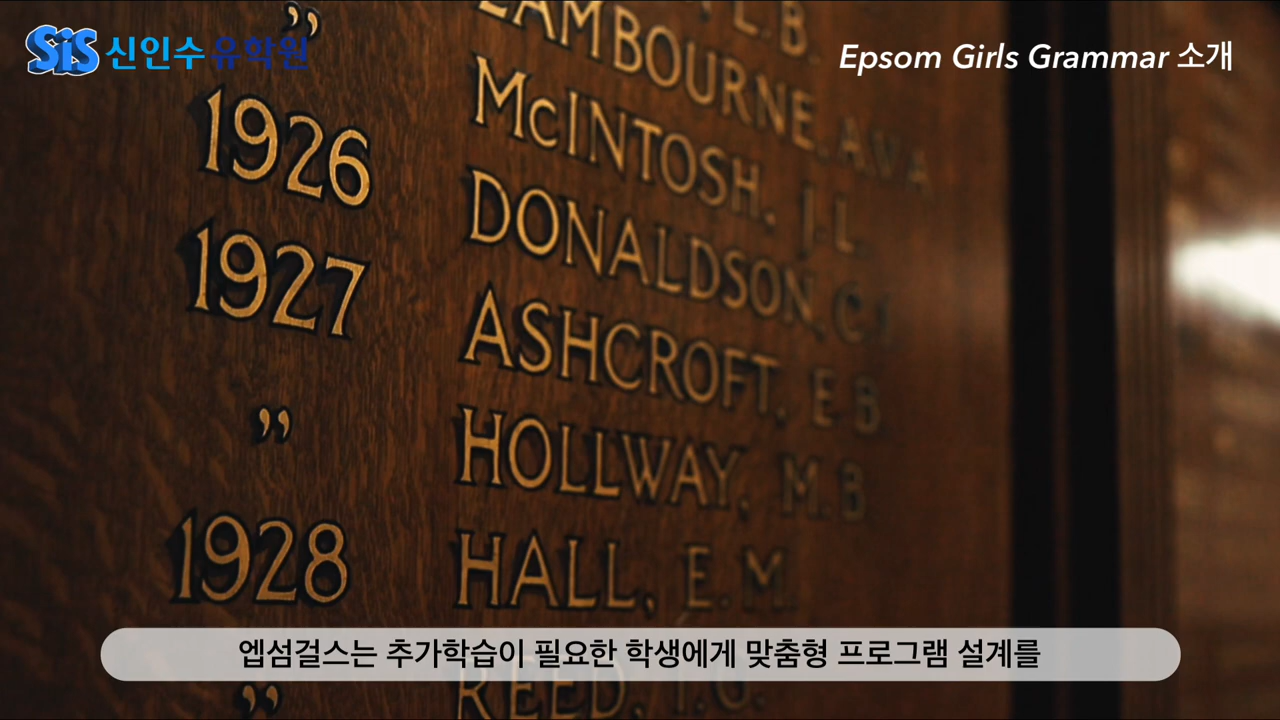 SiS 신인수 유학원
Epsom Girls Grammar 소개
” LAMBOURNE, A.W.A
1926 McINTOSH, J.L.
DONALDSON,
1927 ASHCROFT, E.B
” HOLLWAY, M.B
1928 HALL, E.M.
엡섬걸스는 추가학습이 필요한 학생에게 맞춤형 프로그램 설계를
” REED,